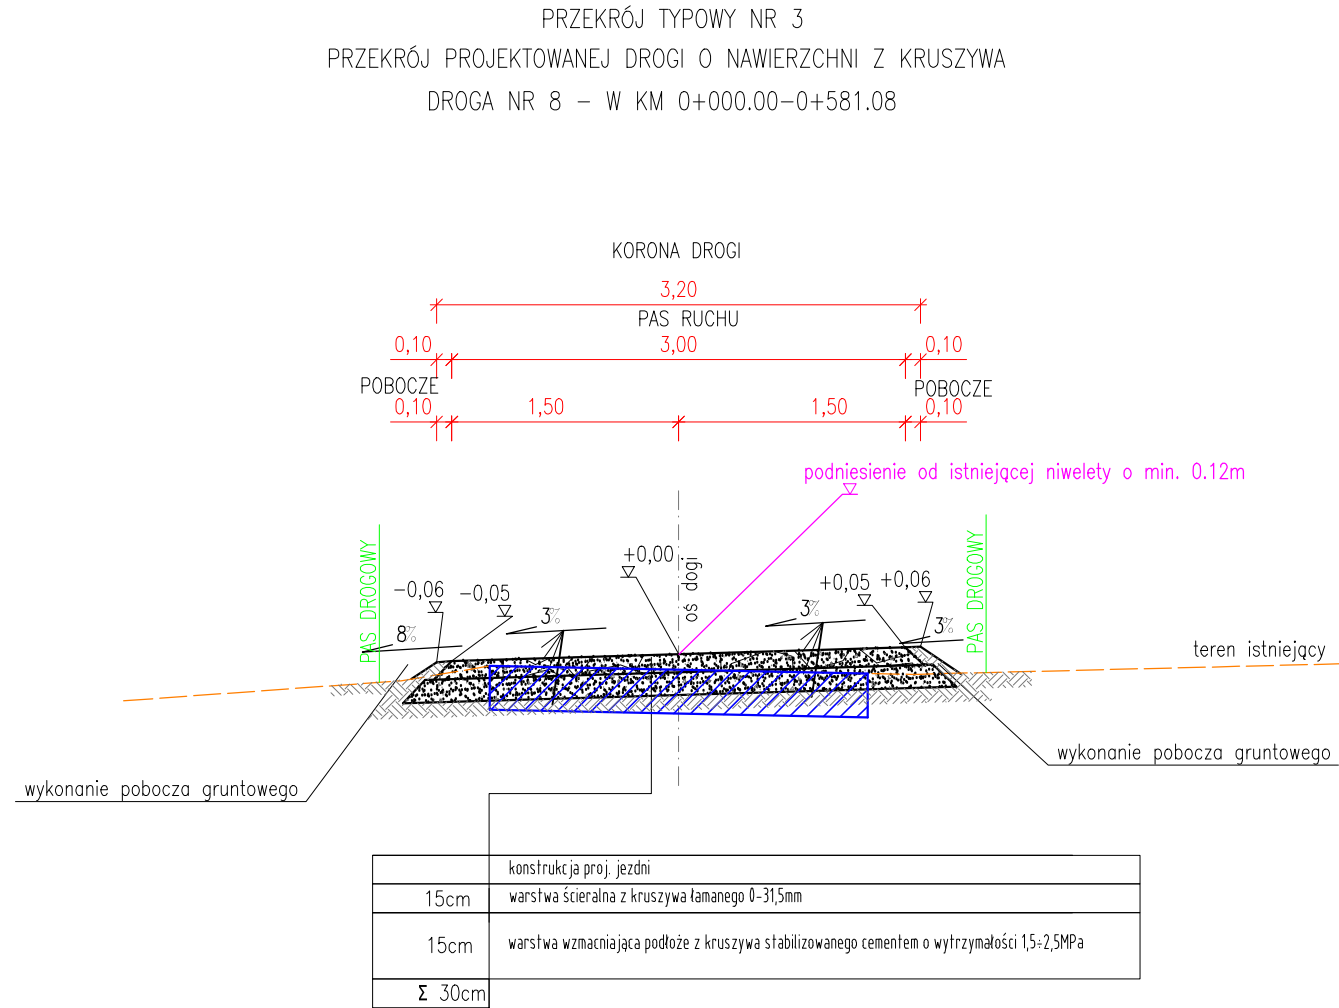 PRZEKRÓJ TYPOWY NR 3
PRZEKRÓJ PROJEKTOWANEJ DROGI O NAWIERZCHNI Z KRUSZYWA
DROGA NR 8 – W KM 0+000.00–0+581.08
KORONA DROGI
3,20
PAS RUCHU
0,10 3,00 0,10
POBOCZE POBOCZE
0,10 1,50 1,50 0,10
podniesienie od istniejącej niwelety o min. 0.12m
PAS DROGOWY
PAS DROGOWY
oś dogi
+0,00
-0,06 -0,05 +0,05 +0,06
8% 3% 3% 3%
teren istniejący
wykonanie pobocza gruntowego
wykonanie pobocza gruntowego
konstrukcja proj. jezdni
15cm warstwa ścieralna z kruszywa łamanego 0-31,5mm
15cm warstwa wzmacniająca podłoże z kruszywa stabilizowanego cementem o wytrzymałości 1,5÷2,5MPa
Σ 30cm